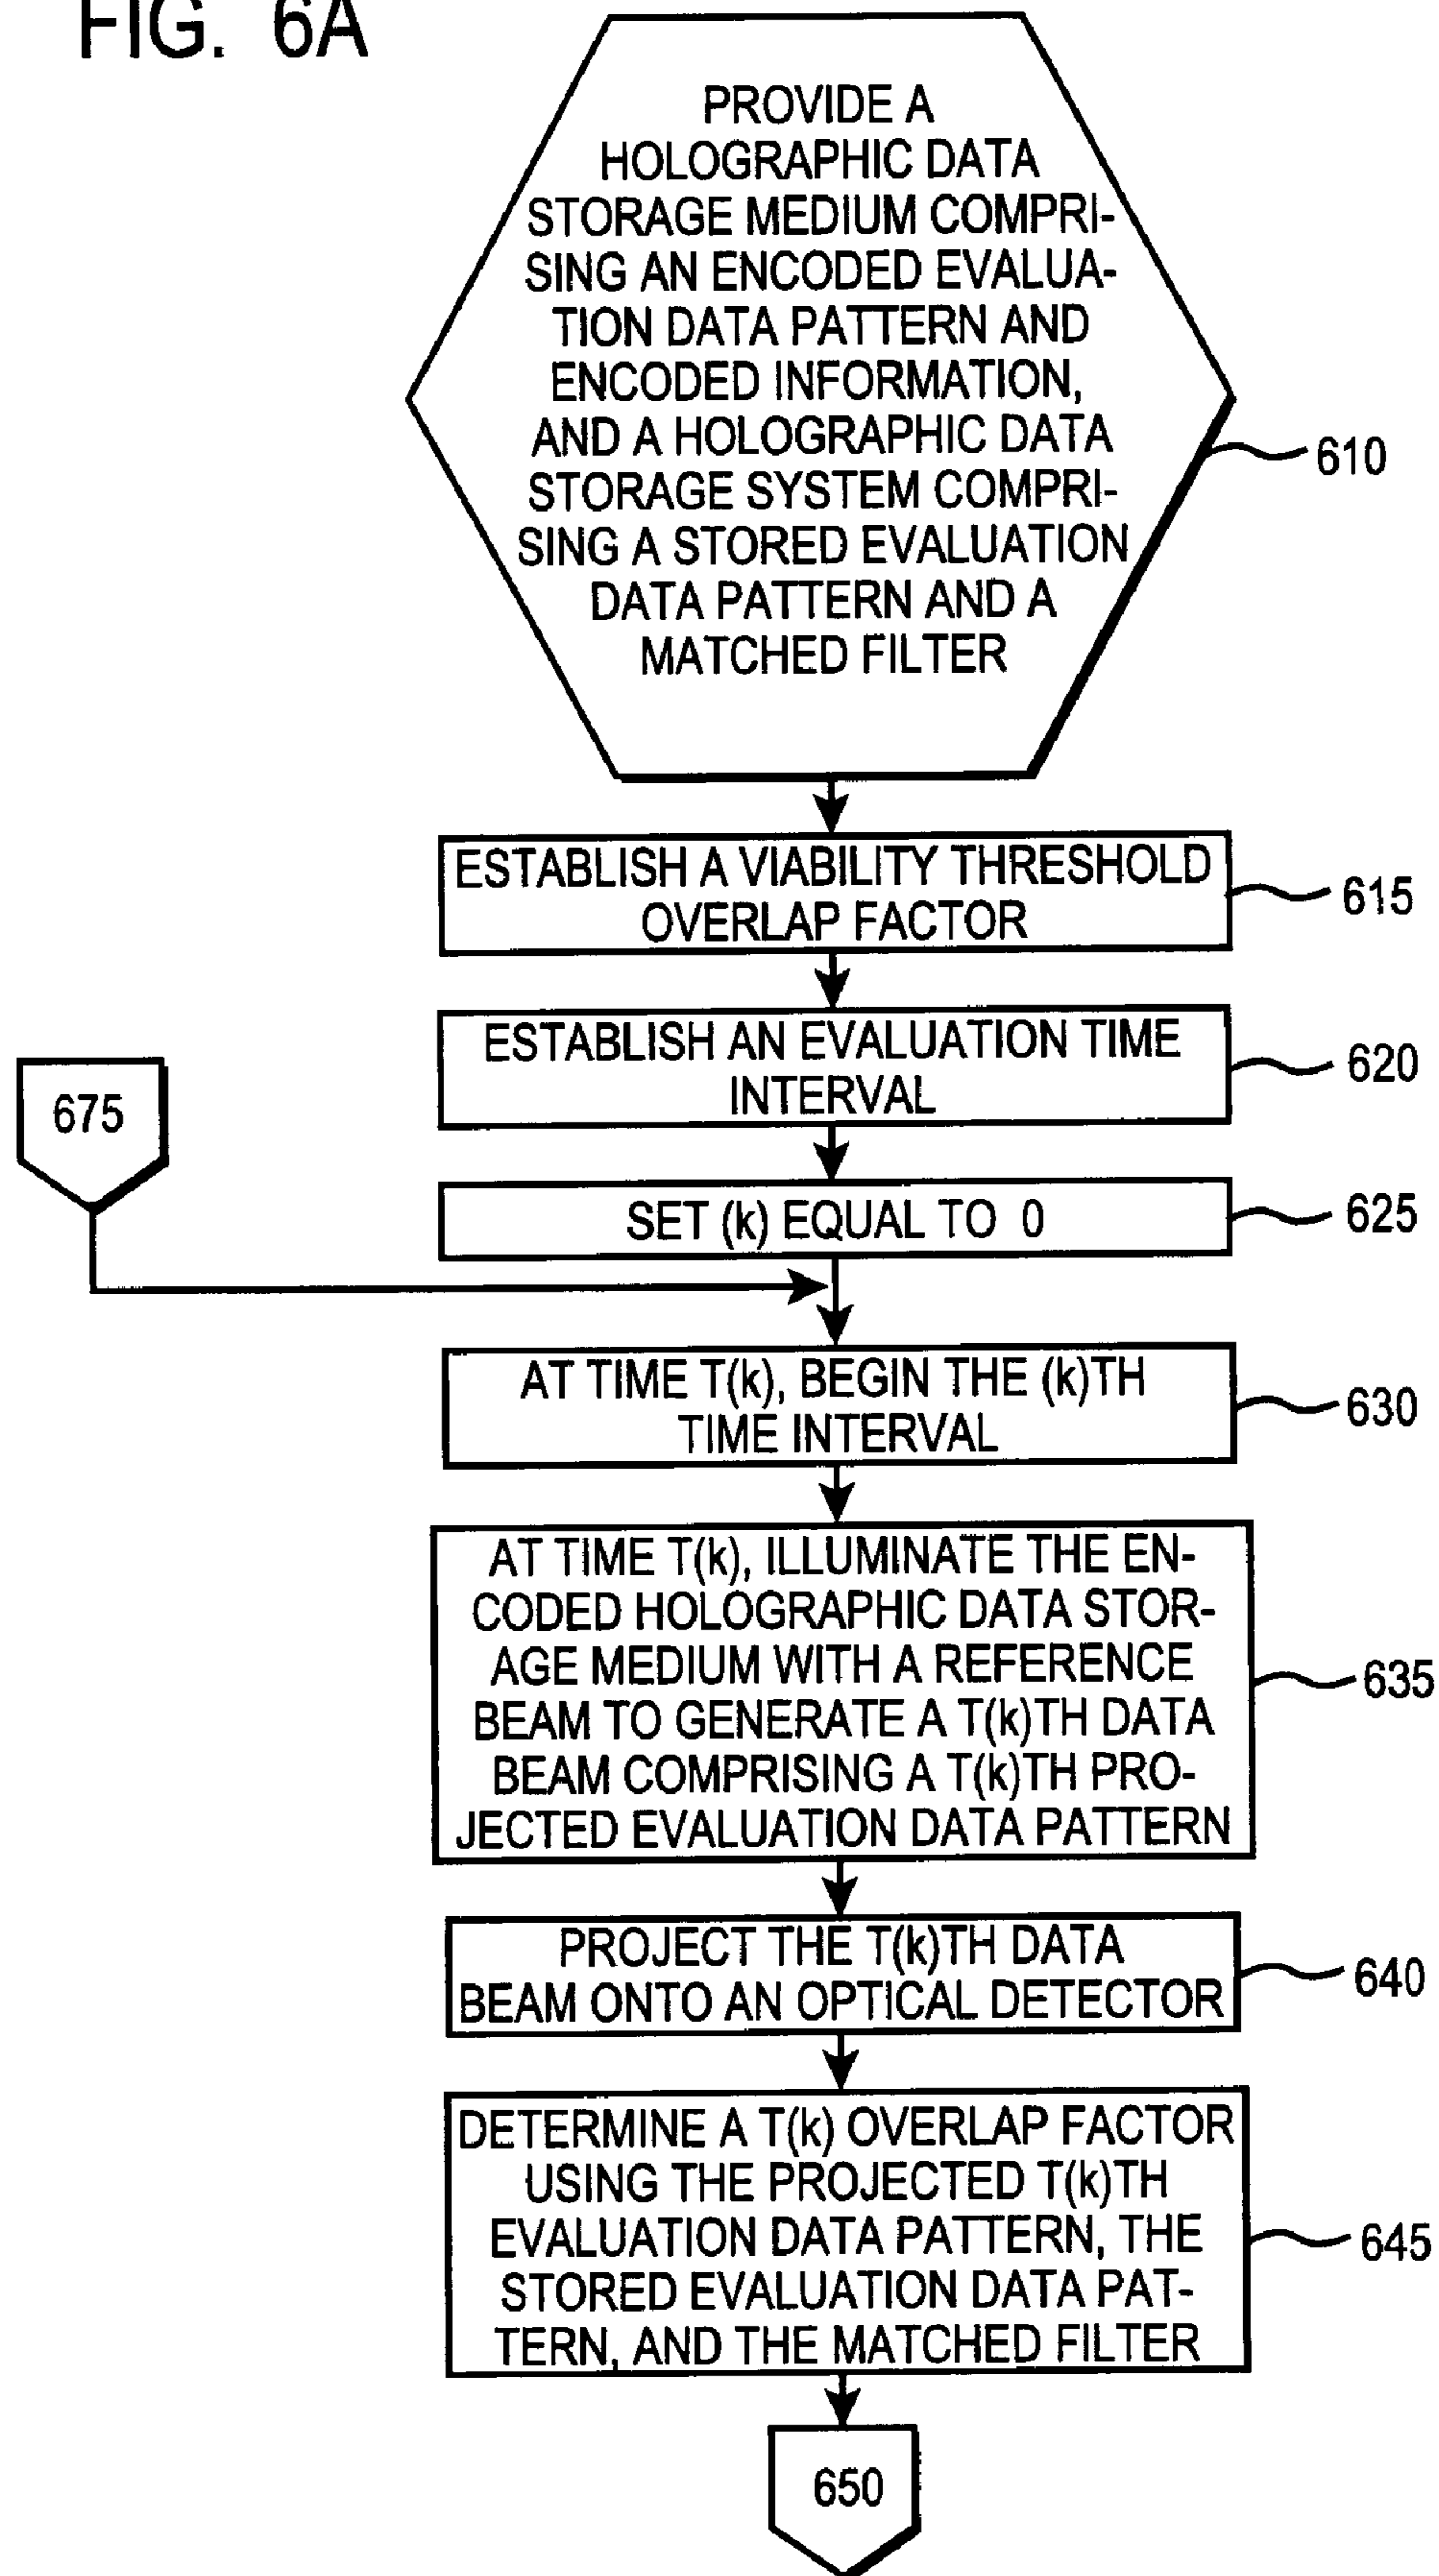 FIG. 6A
PROVIDE A
HOLOGRAPHIC DATA
STORAGE MEDIUM COMPRI-
SING AN ENCODED EVALUA-
TION DATA PATTERN AND
ENCODED INFORMATION,
AND A HOLOGRAPHIC DATA
STORAGE SYSTEM COMPRI-
SING A STORED EVALUATION
DATA PATTERN AND A
MATCHED FILTER
610
ESTABLISH A VIABILITY THRESHOLD
OVERLAP FACTOR
615
ESTABLISH AN EVALUATION TIME
INTERVAL
620
675
SET (k) EQUAL TO 0
625
AT TIME T(k), BEGIN THE (k)TH
TIME INTERVAL
630
AT TIME T(k), ILLUMINATE THE EN-
CODED HOLOGRAPHIC DATA STOR-
AGE MEDIUM WITH A REFERENCE
BEAM TO GENERATE A T(k)TH DATA
BEAM COMPRISING A T(k)TH PRO-
JECTED EVALUATION DATA PATTERN
635
PROJECT THE T(k)TH DATA
BEAM ONTO AN OPTICAL DETECTOR
640
DETERMINE A T(k) OVERLAP FACTOR
USING THE PROJECTED T(k)TH
EVALUATION DATA PATTERN, THE
STORED EVALUATION DATA PAT-
TERN, AND THE MATCHED FILTER
645
650